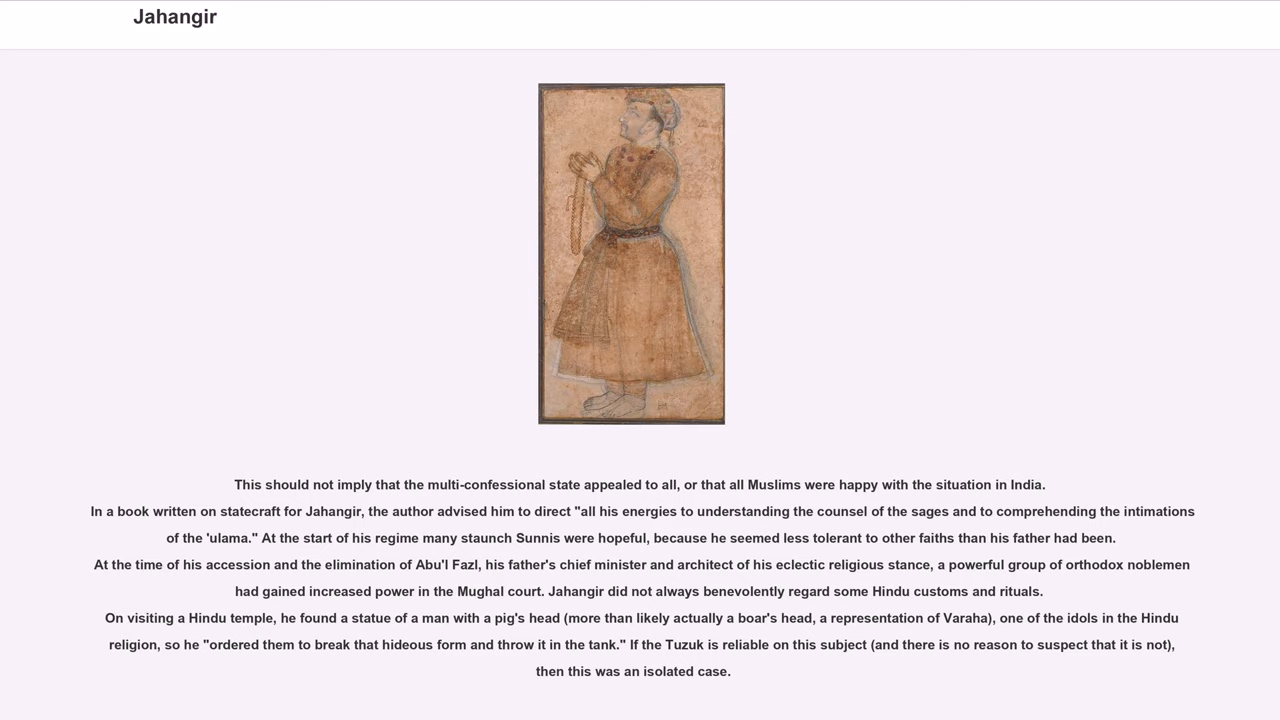 Jahangir
This should not imply that the multi-confessional state appealed to all, or that all Muslims were happy with the situation in India.
In a book written on statecraft for Jahangir, the author advised him to direct "all his energies to understanding the counsel of the sages and to comprehending the intimations
of the 'ulama." At the start of his regime many staunch Sunnis were hopeful, because he seemed less tolerant to other faiths than his father had been.
At the time of his accession and the elimination of Abu'l Fazl, his father's chief minister and architect of his eclectic religious stance, a powerful group of orthodox noblemen
had gained increased power in the Mughal court. Jahangir did not always benevolently regard some Hindu customs and rituals.
On visiting a Hindu temple, he found a statue of a man with a pig's head (more than likely actually a boar's head, a representation of Varaha), one of the idols in the Hindu
religion, so he "ordered them to break that hideous form and throw it in the tank." If the Tuzuk is reliable on this subject (and there is no reason to suspect that it is not),
then this was an isolated case.